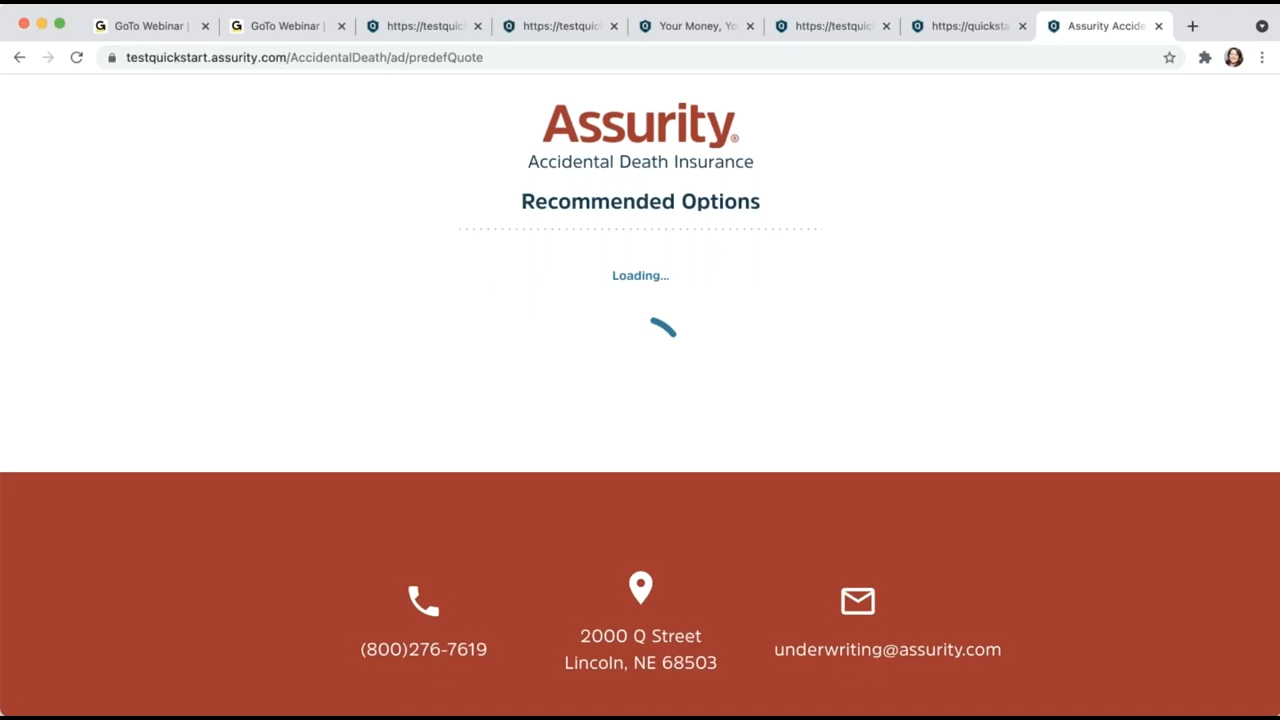 GoTo Webinar |
GoTo Webinar |
https://testquic
https://testquic
Your Money, Yo
https://testquic
https://quicksta
Assurity Accide
testquickstart.assurity.com/AccidentalDeath/ad/predefQuote
Assurity®
Accidental Death Insurance
Recommended Options
Loading...
(800)276-7619
2000 Q Street
Lincoln, NE 68503
underwriting@assurity.com